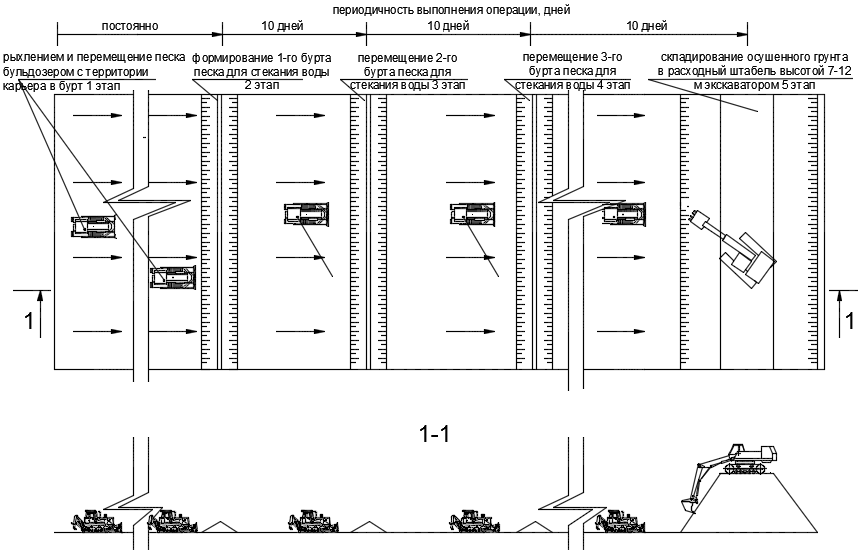 периодичность выполнения операции, дней
постоянно
10 дней
10 дней
10 дней
рыхлением и перемещение песка
бульдозером с территории
карьера в бурт 1 этап
формирование 1-го бурта
песка для стекания воды
2 этап
перемещение 2-го
бурта песка для
стекания воды 3 этап
перемещение 3-го
бурта песка для
стекания воды 4 этап
складирование осушенного грунта
в расходный штабель высотой 7-12
м экскаватором 5 этап
1
1
1-1